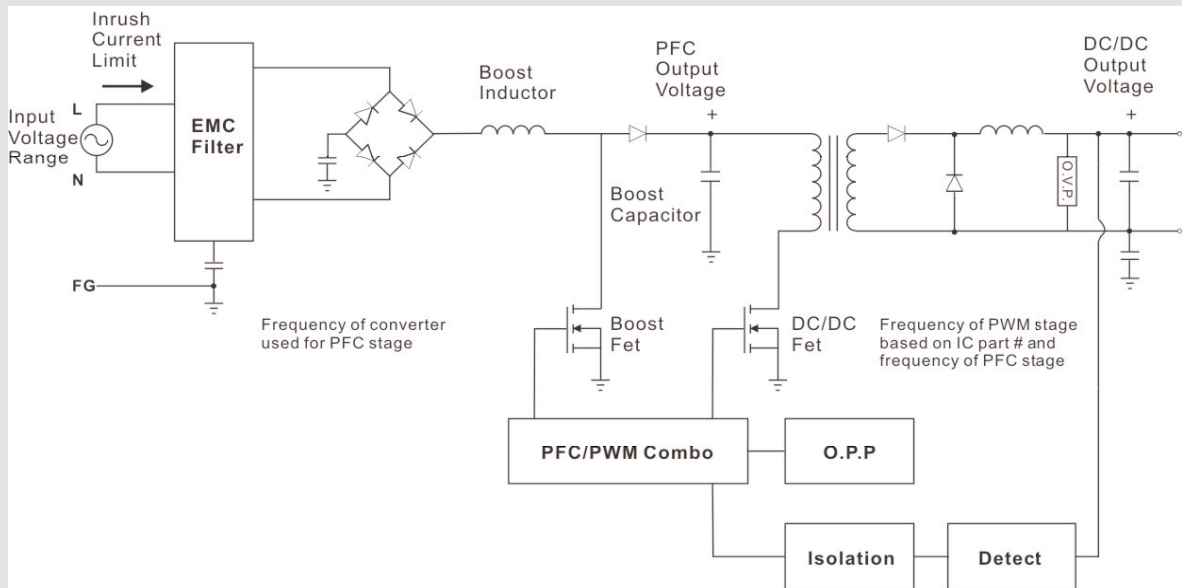 Inrush
Current
Limit
PFC
Output
Voltage
DC/DC
Output
Voltage
Boost
Inductor
+
+
L
Input
Voltage
Range
N
EMC
Filter
O.V.P.
Boost
Capacitor
FG
Frequency of converter
used for PFC stage
Boost
Fet
DC/DC
Fet
Frequency of PWM stage
based on IC part # and
frequency of PFC stage
PFC/PWM Combo
O.P.P
Isolation
Detect